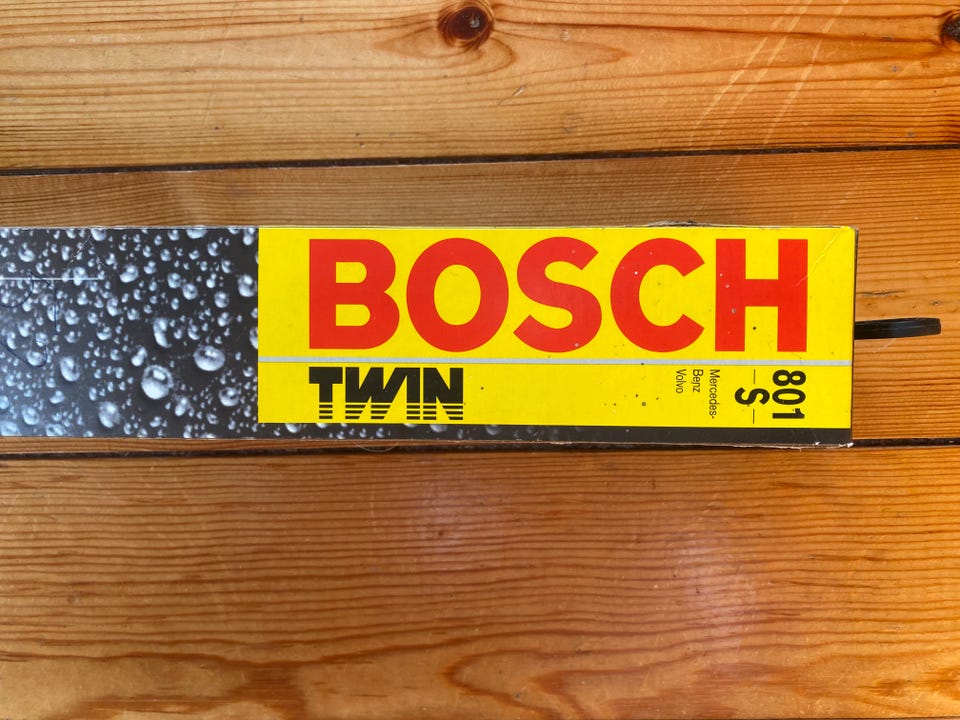 BOSCH
TWIN
801
–S–
Mercedes-
Benz
Volvo